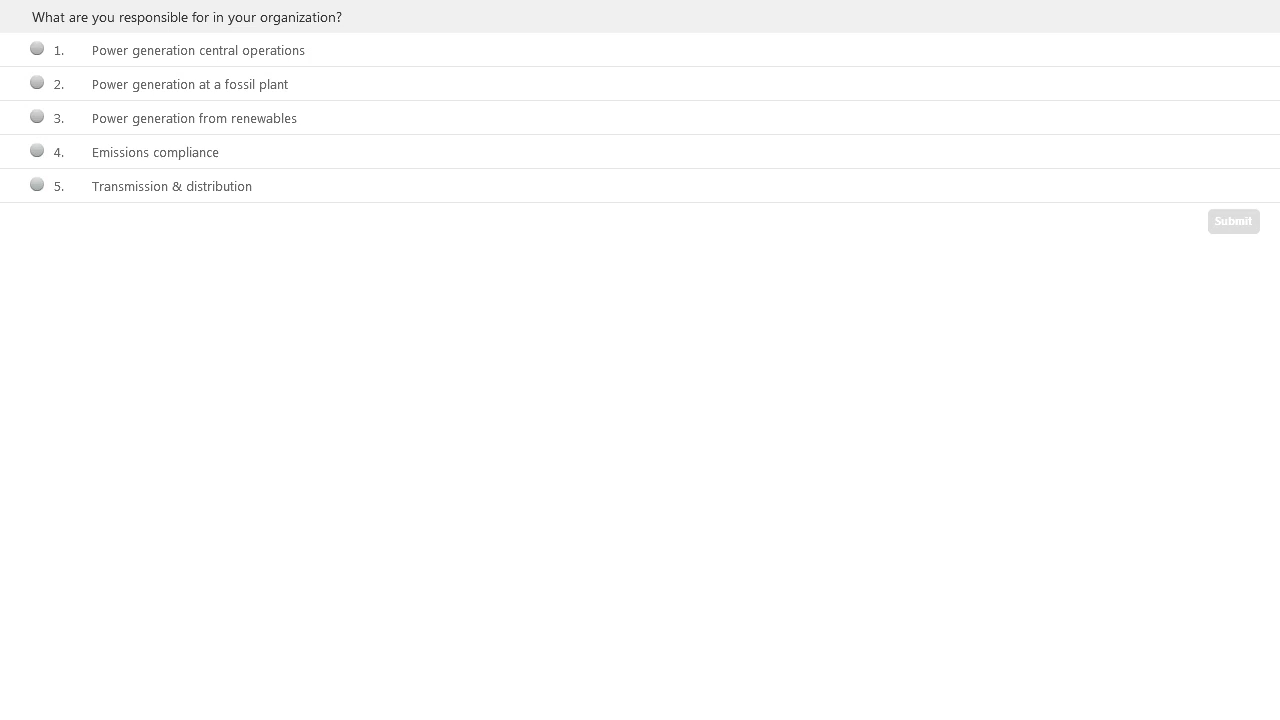 What are you responsible for in your organization?
1. Power generation central operations
2. Power generation at a fossil plant
3. Power generation from renewables
4. Emissions compliance
5. Transmission & distribution
Submit